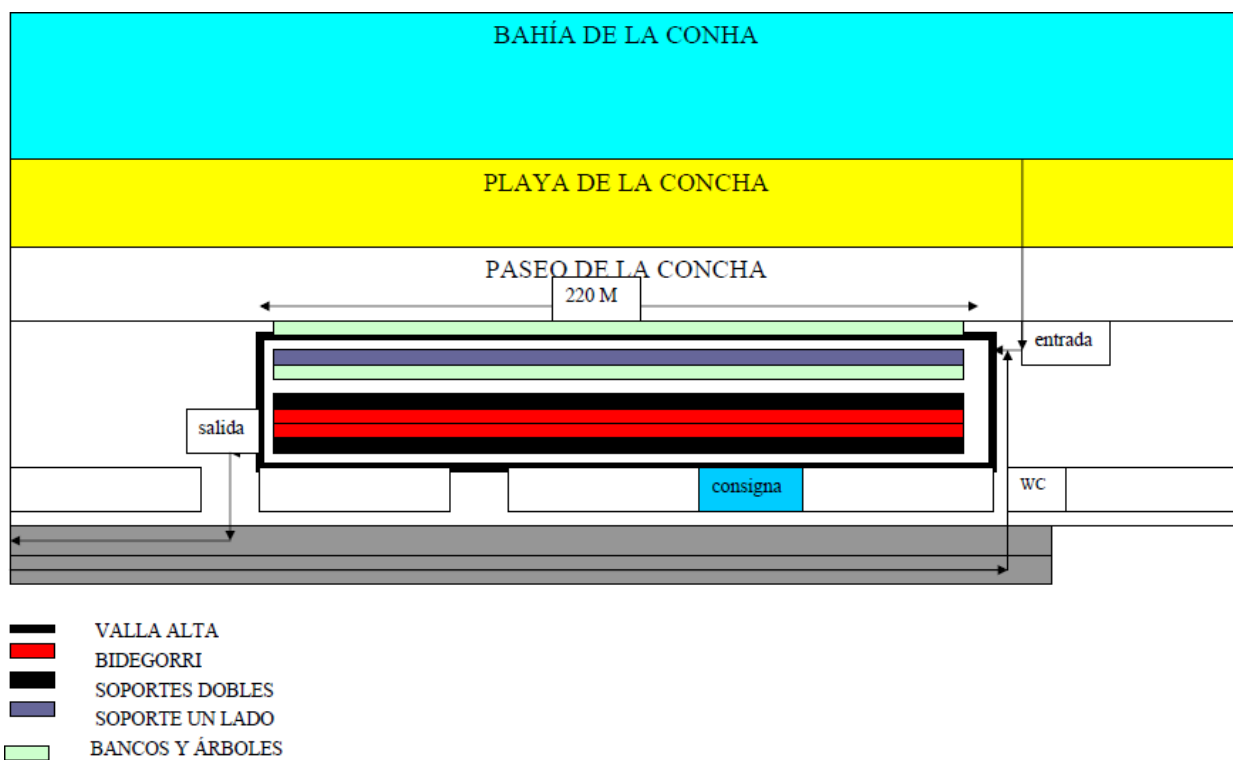 BAHÍA DE LA CONHA
PLAYA DE LA CONCHA
PASEO DE LA CONCHA
220 M
entrada
salida
consigna
WC
VALLA ALTA
BIDEGORRI
SOPORTES DOBLES
SOPORTE UN LADO
BANCOS Y ÁRBOLES